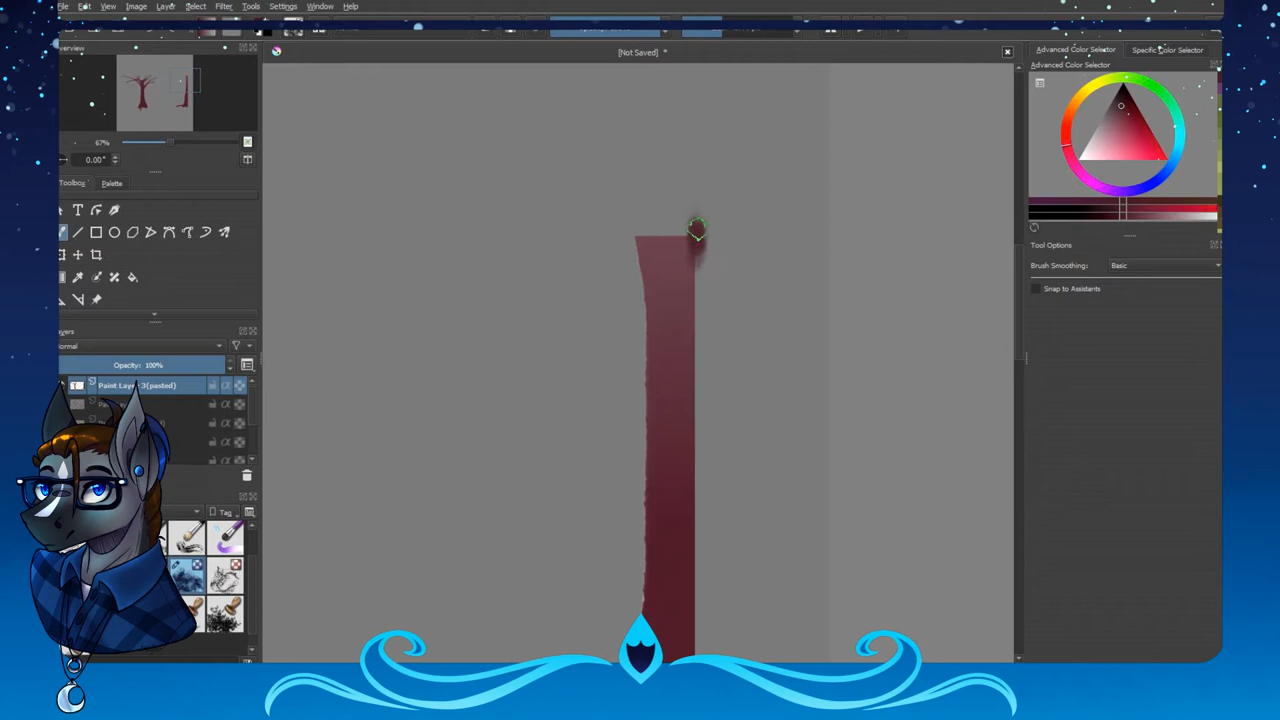 File Edit View Image Layer Select Filter Tools Settings Window Help
[Not Saved] *
Advanced Color Selector Specific Color Selector
Advanced Color Selector
67%
0.00°
Toolbox Palette
Tool Options
Brush Smoothing: Basic
Snap to Assistants
Opacity: 100%
Paint Layer 3(pasted)
Tag